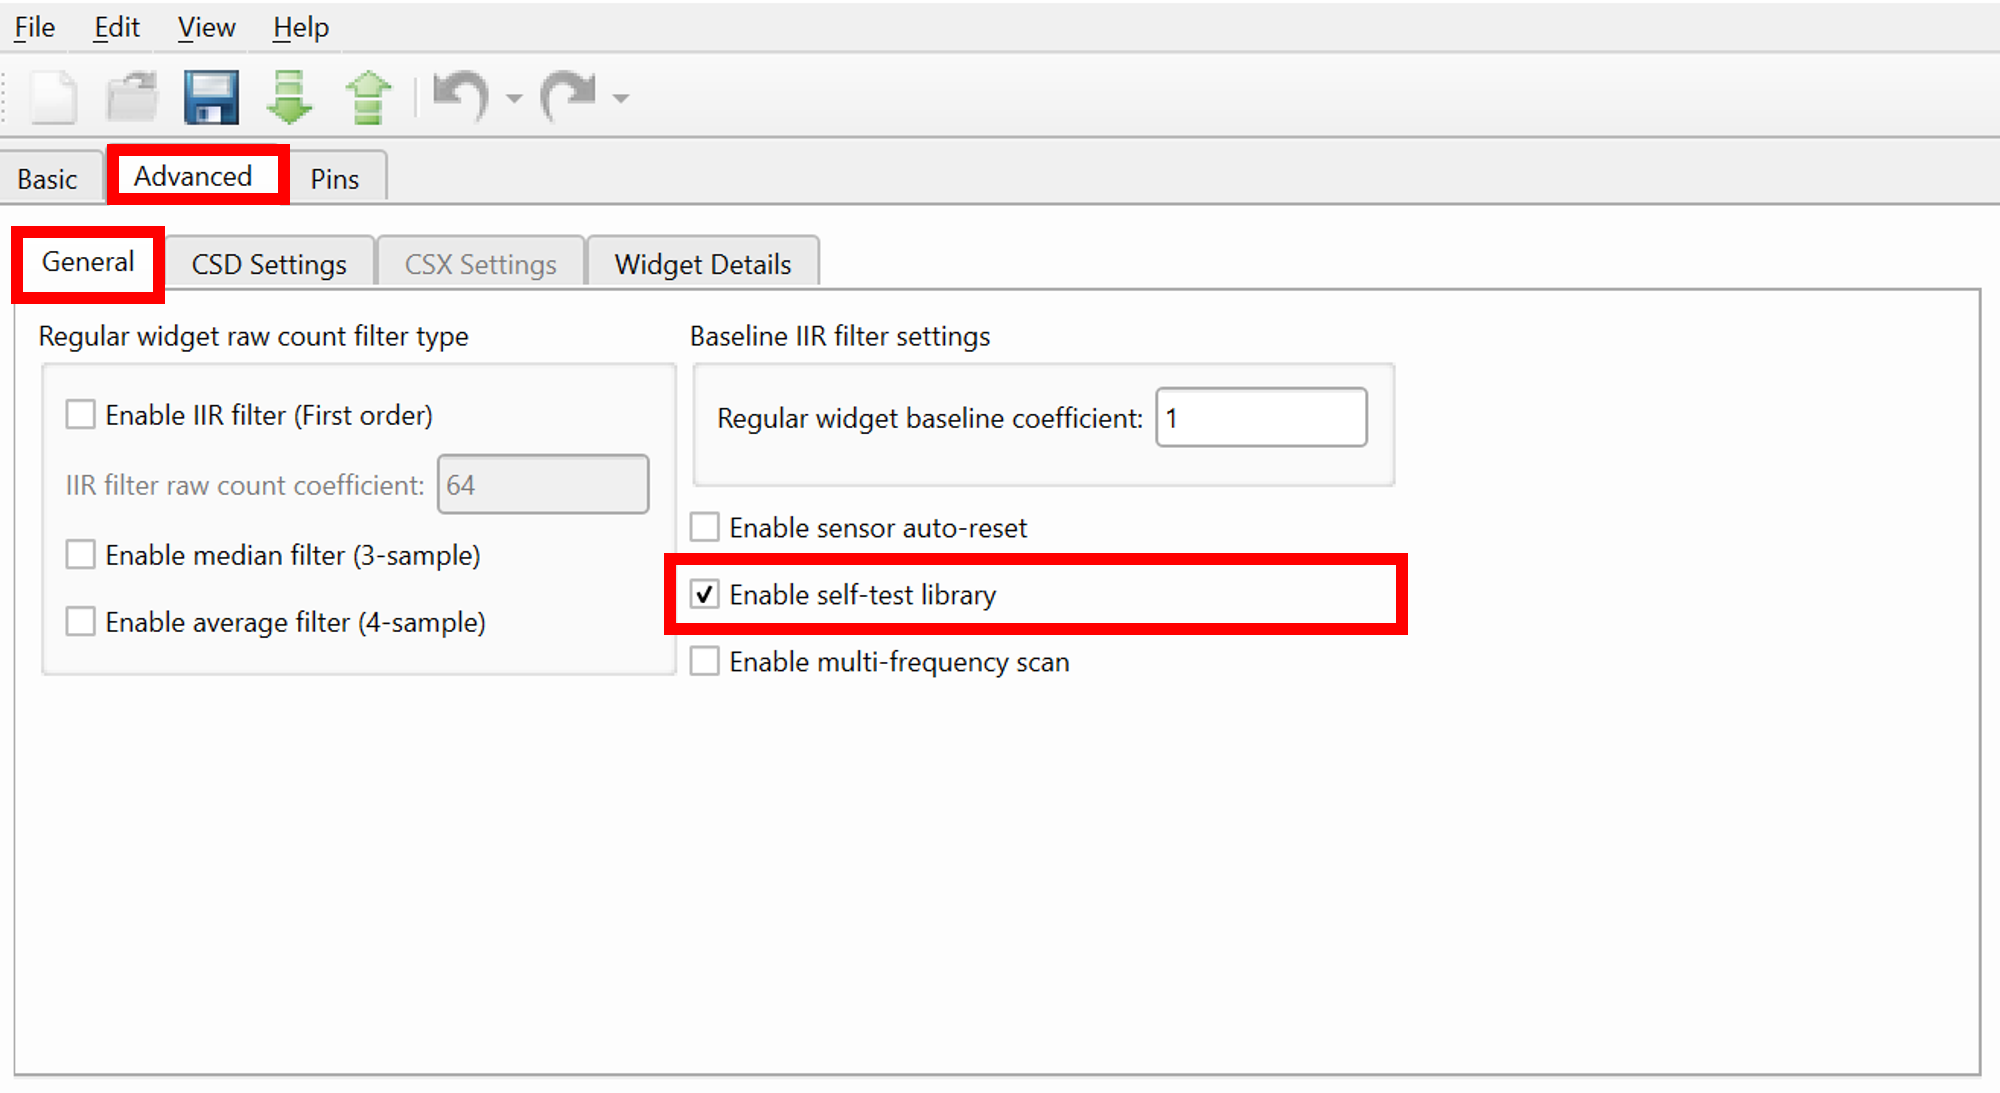 File Edit View Help
Basic Advanced Pins
General CSD Settings CSX Settings Widget Details
Regular widget raw count filter type
Enable IIR filter (First order)
IIR filter raw count coefficient: 64
Enable median filter (3-sample)
Enable average filter (4-sample)
Baseline IIR filter settings
Regular widget baseline coefficient: 1
Enable sensor auto-reset
Enable self-test library
Enable multi-frequency scan